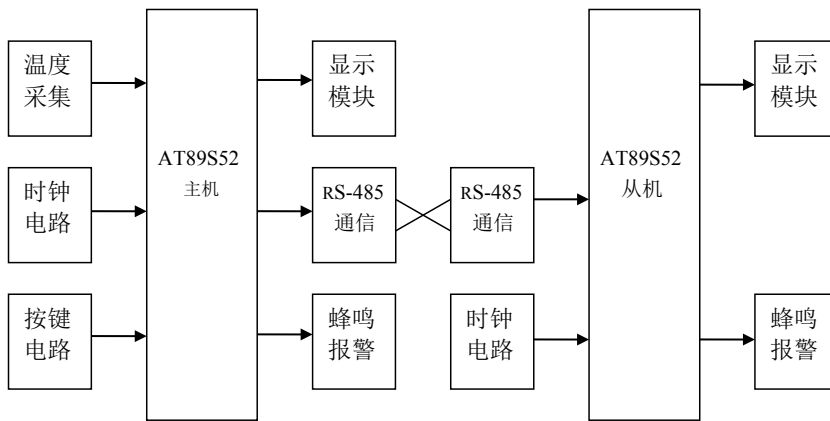 温度
采集
时钟
电路
按键
电路
AT89S52
主机
显示
模块
RS-485
通信
蜂鸣
报警
RS-485
通信
时钟
电路
AT89S52
从机
显示
模块
蜂鸣
报警